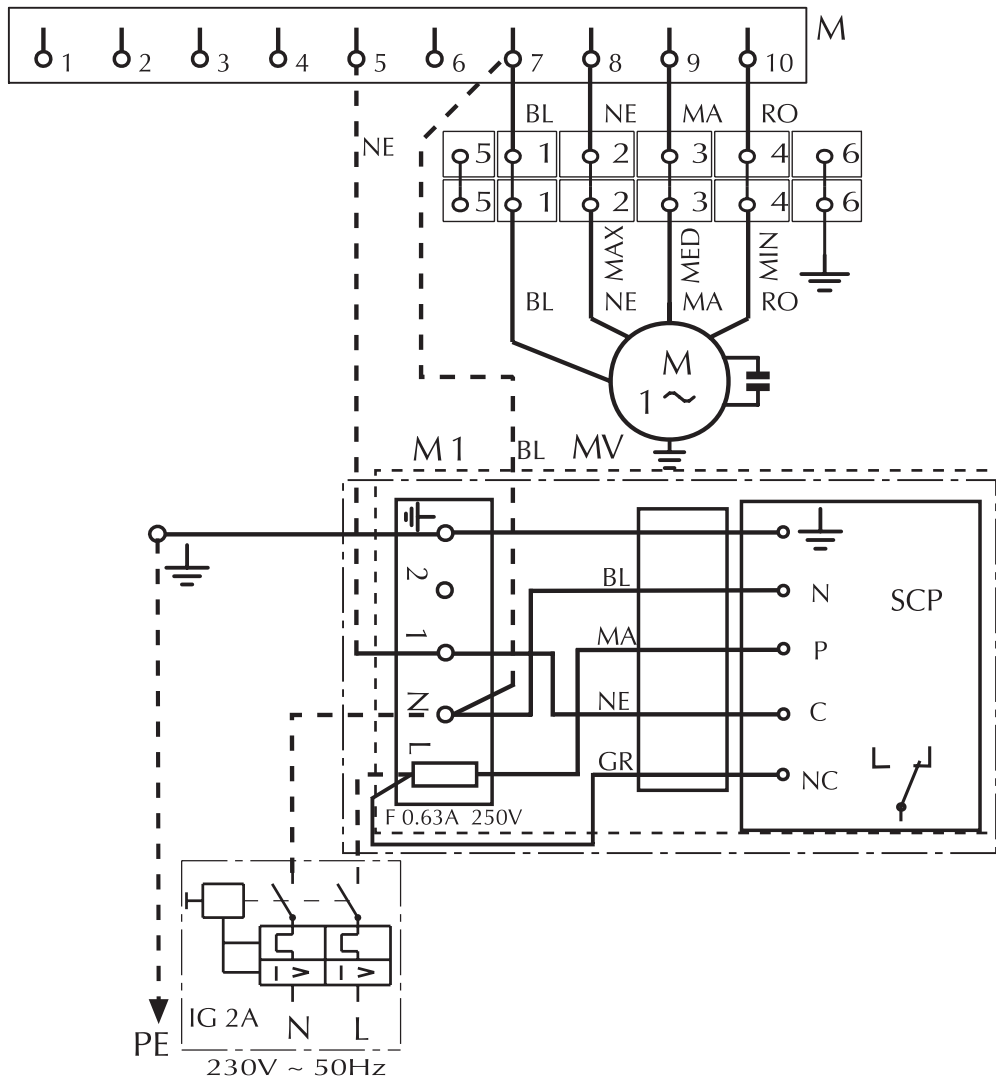 M
1 2 3 4 5 6 7 8 9 10
NE BL NE MA RO
5 1 2 3 4 6
5 1 2 3 4 6
MAX MED MIN
BL NE MA RO
M
1 ~
M 1 BL MV
2
1
N
L
BL N
MA P
NE C
GR NC
SCP
F 0.63A 250V
I > I >
IG 2A N L
PE
230V ~ 50Hz